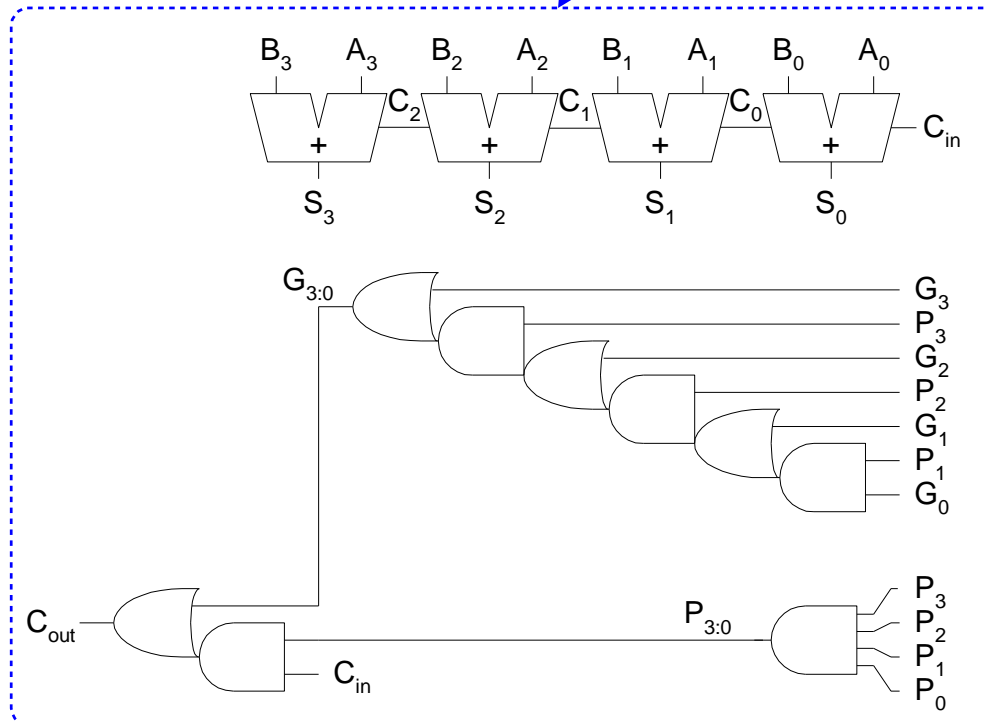 B3 A3 B2 A2 B1 A1 B0 A0
C2 C1 C0 Cin
+ + + +
S3 S2 S1 S0
G3:0 G3
P3
G2
P2
G1
P1
G0
P3
Cout P3:0 P2
P1
Cin P0